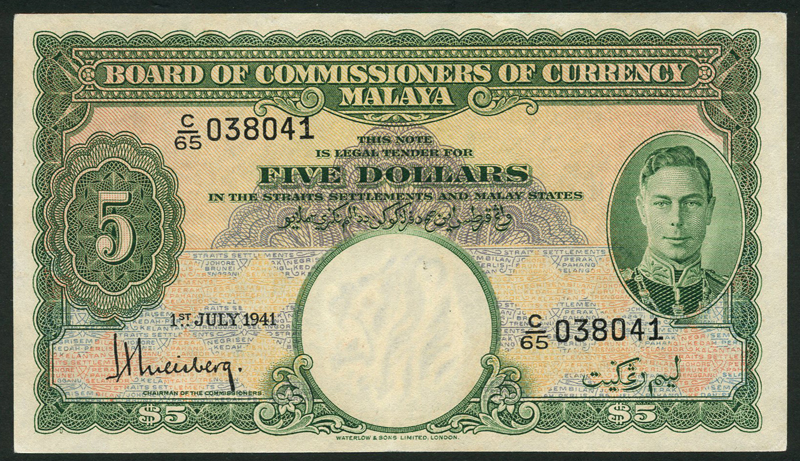 BOARD OF COMMISSIONERS OF CURRENCY
MALAYA
C/65 038041
THIS NOTE
IS LEGAL TENDER FOR
FIVE DOLLARS
IN THE STRAITS SETTLEMENTS AND MALAY STATES
5
1ST JULY 1941
C/65 038041
CHAIRMAN OF THE COMMISSIONERS
ليم ريڠݢيت
$5
$5
WATERLOW & SONS LIMITED, LONDON.